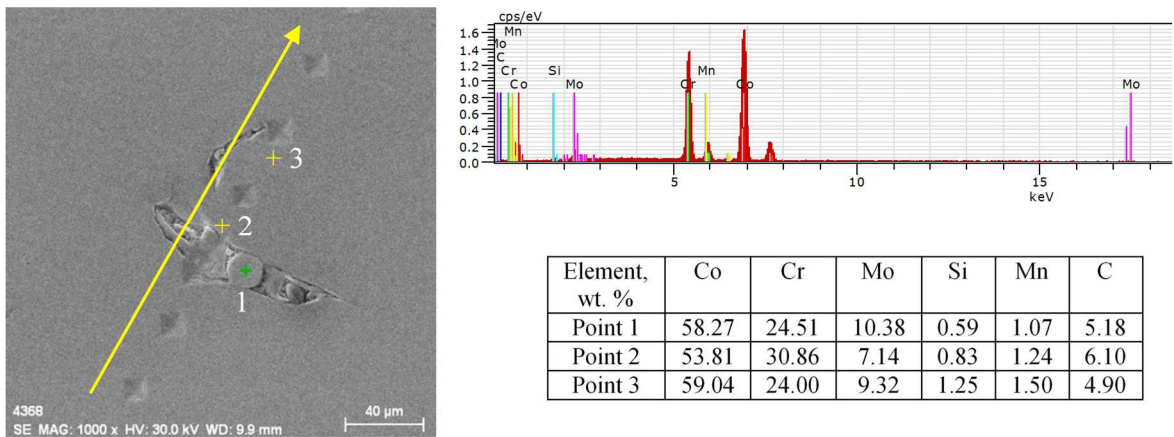 3
2
1
4368
SE MAG: 1000 x HV: 30.0 kV WD: 9.9 mm
40 µm
cps/eV
Mn
Mo
C
Cr
Co
Si
Mo
Cr
Mn
Co
Mo
1.6
1.4
1.2
1.0
0.8
0.6
0.4
0.2
0.0
5 10 15
keV
Element, wt. % Co Cr Mo Si Mn C
Point 1 58.27 24.51 10.38 0.59 1.07 5.18
Point 2 53.81 30.86 7.14 0.83 1.24 6.10
Point 3 59.04 24.00 9.32 1.25 1.50 4.90